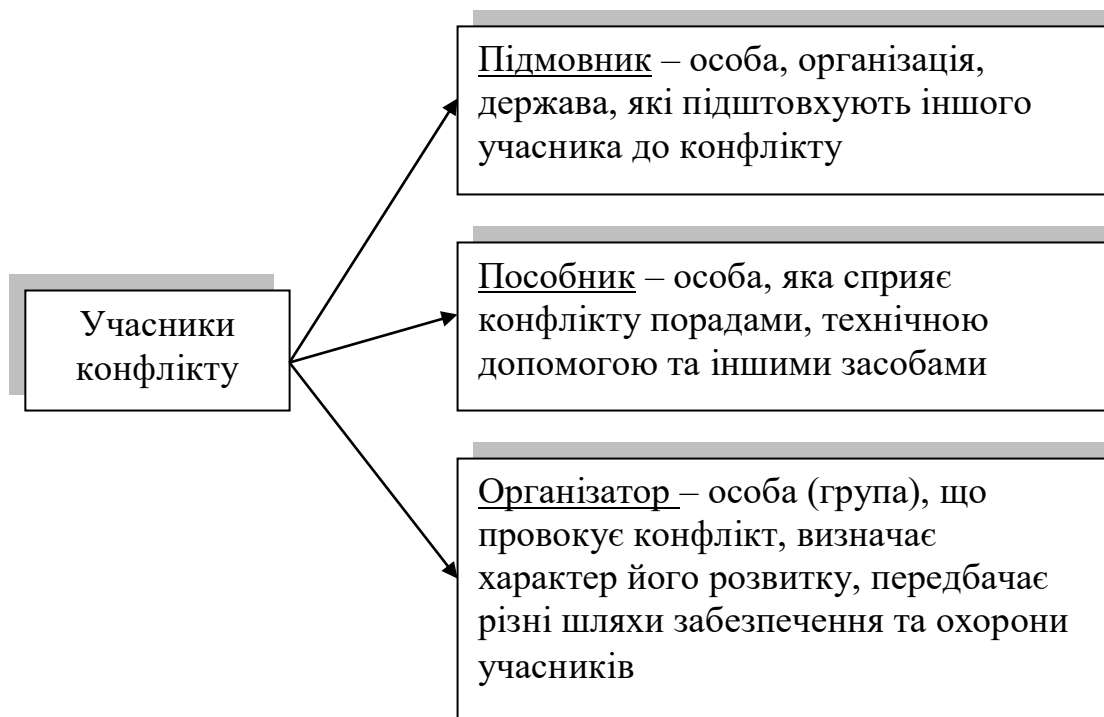 Підмовник – особа, організація,
держава, які підштовхують іншого
учасника до конфлікту
Учасники
конфлікту
Пособник – особа, яка сприяє
конфлікту порадами, технічною
допомогою та іншими засобами
Організатор – особа (група), що
провокує конфлікт, визначає
характер його розвитку, передбачає
різні шляхи забезпечення та охорони
учасників